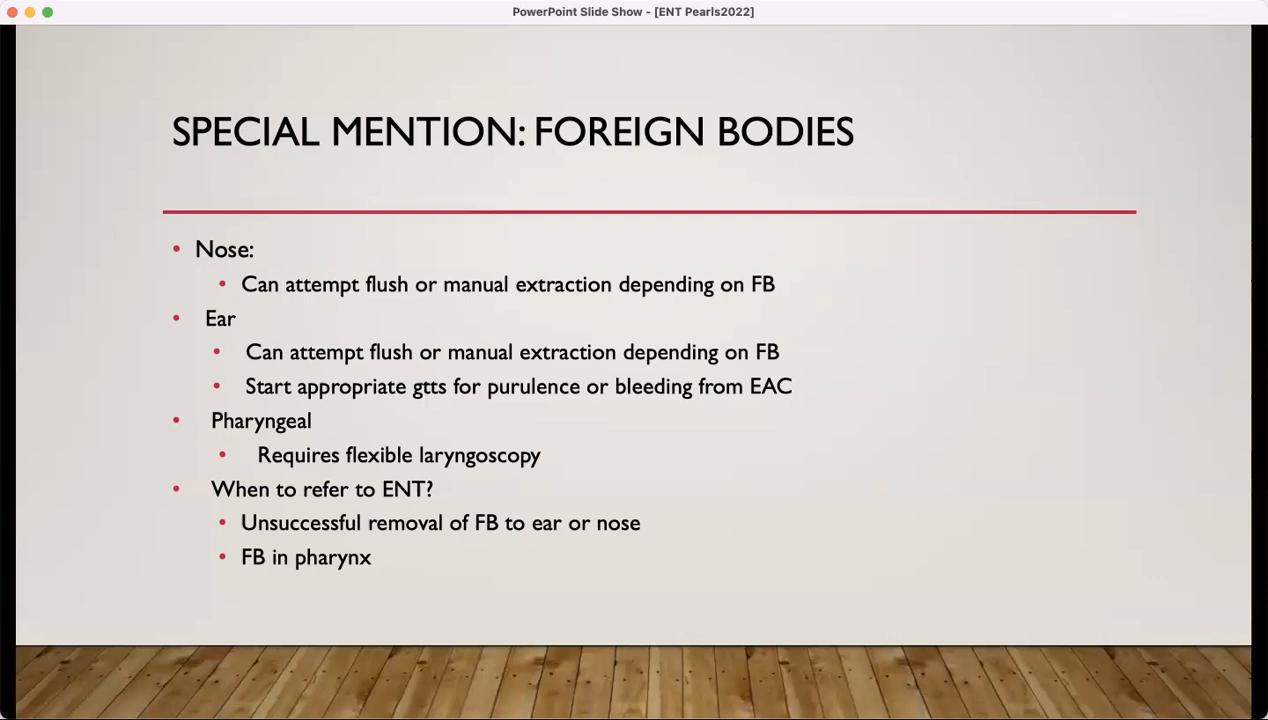 PowerPoint Slide Show - [ENT Pearls2022]
SPECIAL MENTION: FOREIGN BODIES
• Nose:
• Can attempt flush or manual extraction depending on FB
• Ear
• Can attempt flush or manual extraction depending on FB
• Start appropriate gtts for purulence or bleeding from EAC
• Pharyngeal
• Requires flexible laryngoscopy
• When to refer to ENT?
• Unsuccessful removal of FB to ear or nose
• FB in pharynx